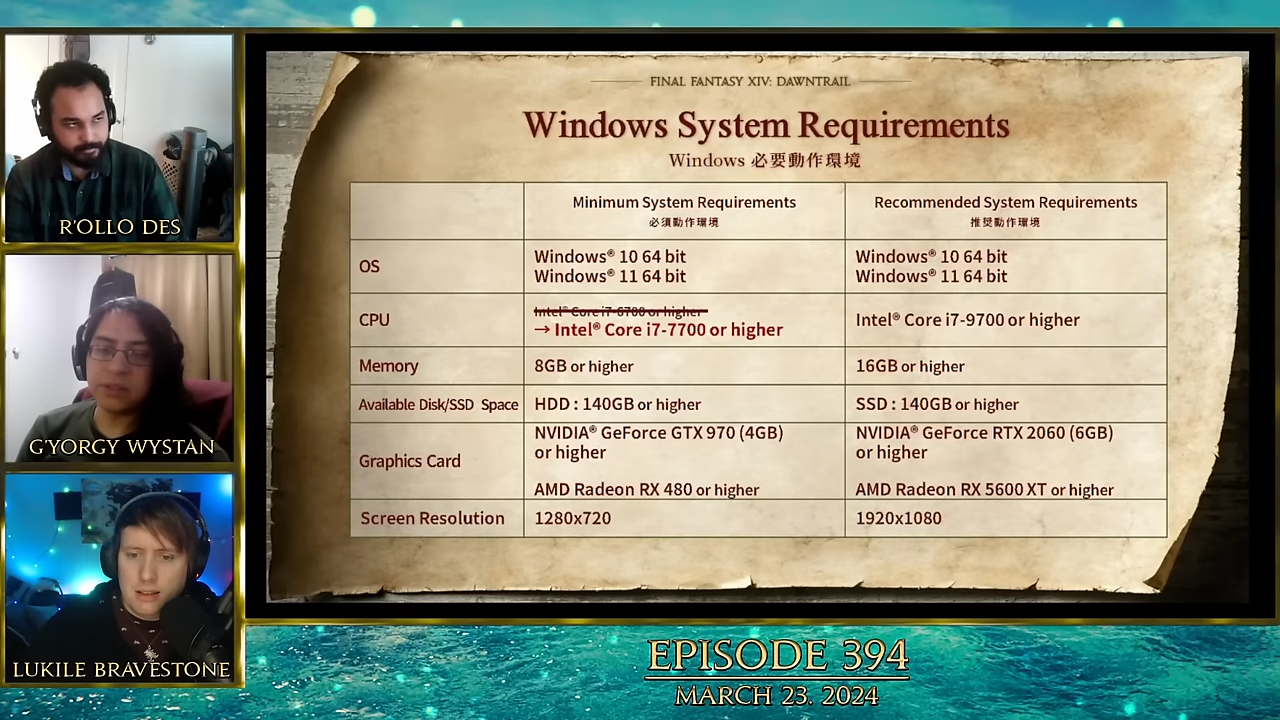 FINAL FANTASY XIV: DAWNTRAIL
Windows System Requirements
Windows 必要動作環境
Minimum System Requirements
必須動作環境
Recommended System Requirements
推奨動作環境
OS
Windows® 10 64 bit
Windows® 11 64 bit
Windows® 10 64 bit
Windows® 11 64 bit
CPU
Intel® Core i7-6700 or higher
→ Intel® Core i7-7700 or higher
Intel® Core i7-9700 or higher
Memory
8GB or higher
16GB or higher
Available Disk/SSD Space
HDD : 140GB or higher
SSD : 140GB or higher
Graphics Card
NVIDIA® GeForce GTX 970 (4GB)
or higher
AMD Radeon RX 480 or higher
NVIDIA® GeForce RTX 2060 (6GB)
or higher
AMD Radeon RX 5600 XT or higher
Screen Resolution
1280x720
1920x1080
R'OLLO DES
G'YORGY WYSTAN
LUKILE BRAVESTONE
EPISODE 394
MARCH 23. 2024